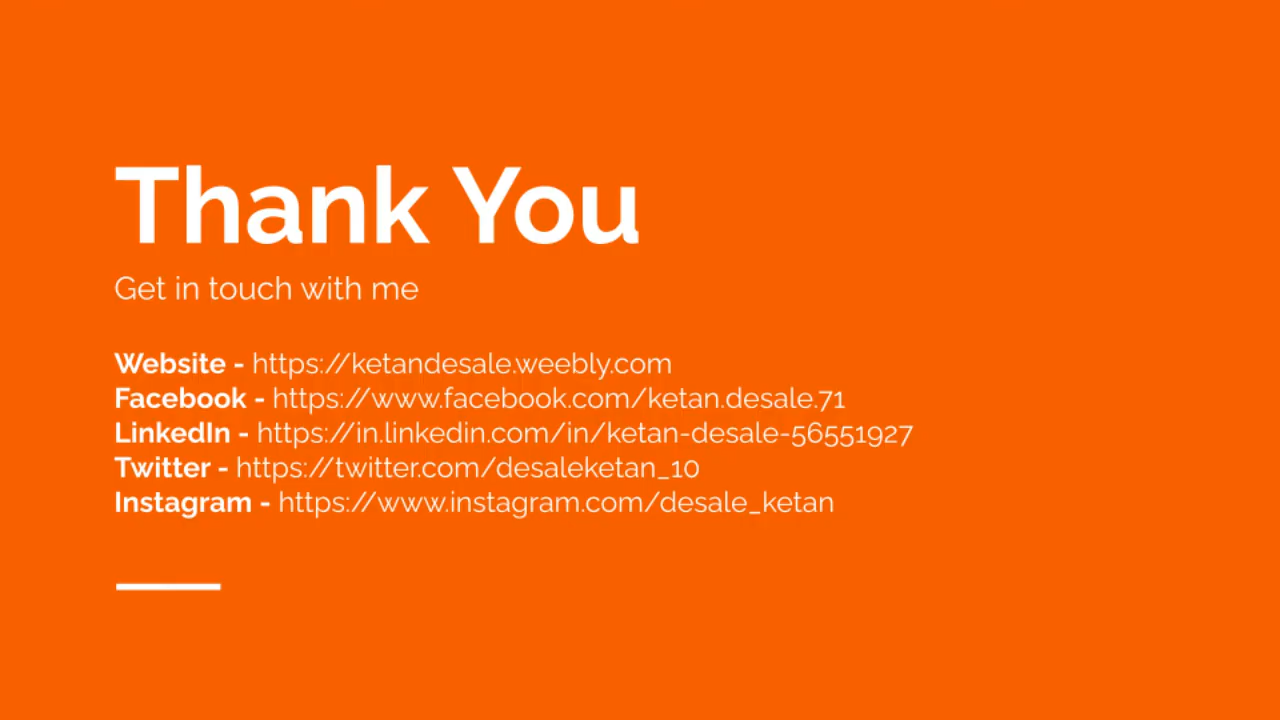 Thank You
Get in touch with me
Website - https://ketandesale.weebly.com
Facebook - https://www.facebook.com/ketan.desale.71
LinkedIn - https://in.linkedin.com/in/ketan-desale-56551927
Twitter - https://twitter.com/desaleketan_10
Instagram - https://www.instagram.com/desale_ketan